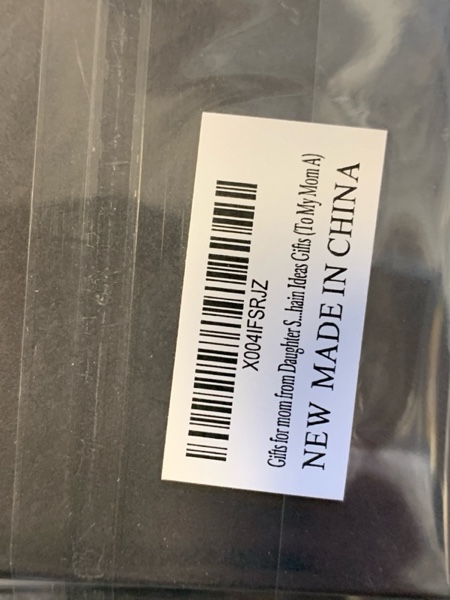 X004IFSRJZ
Gifts for mom from Daughter S...hain Ideas Gifts (To My Mom A)
NEW MADE IN CHINA